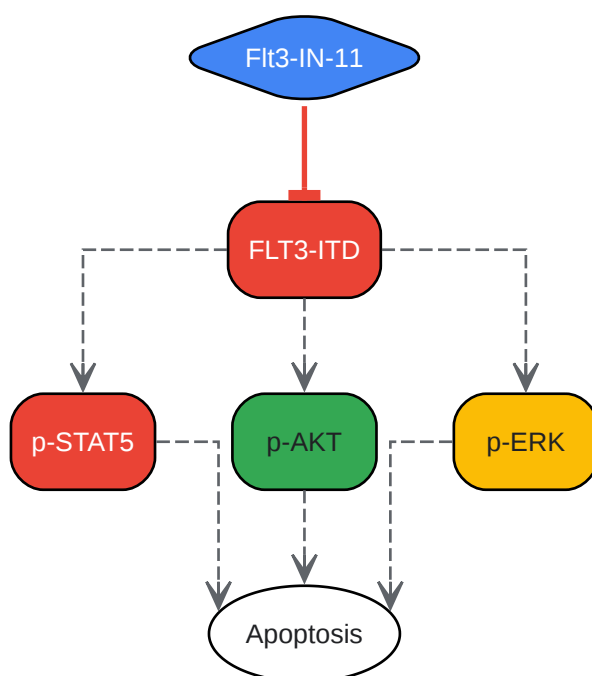 Flt3-IN-11
FLT3-ITD
p-STAT5
p-AKT
p-ERK
Apoptosis